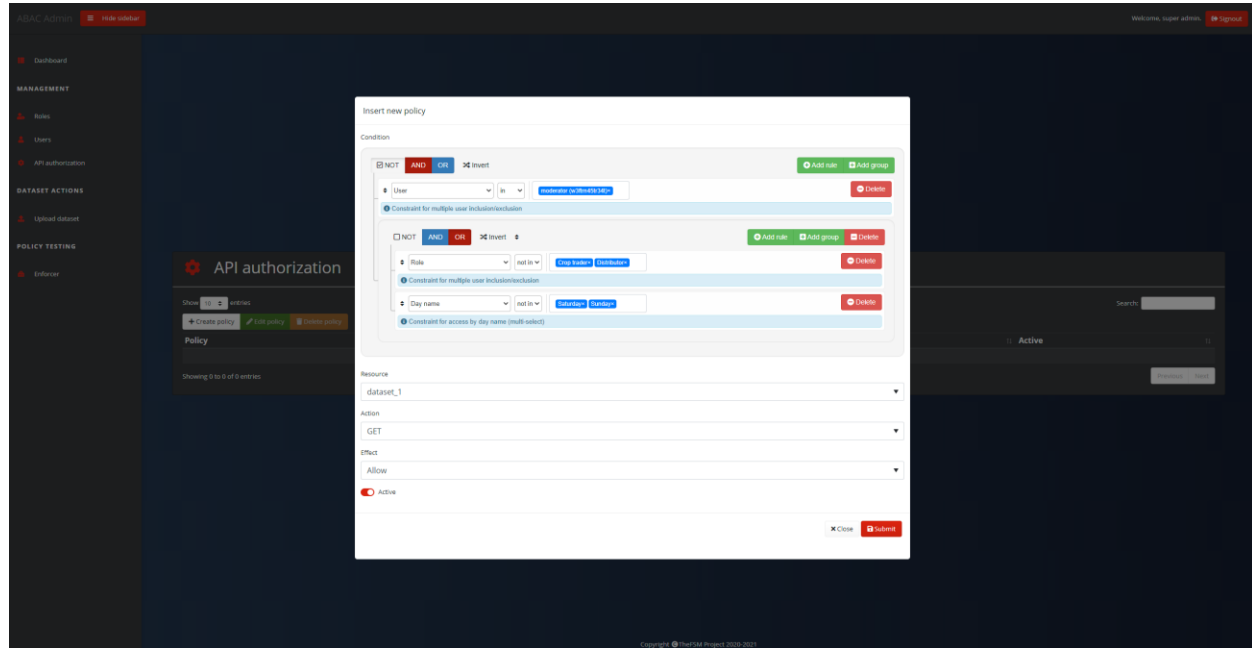 ABAC Admin Hide sidebar Welcome, super admin. Signout
Dashboard
MANAGEMENT
Roles
Users
API authorization
DATASET ACTIONS
Upload dataset
POLICY TESTING
Enforcer
API authorization
Show 10 entries Search:
Create policy Edit policy Delete policy
Policy Active
Showing 0 to 0 of 0 entries Previous Next
Insert new policy
Condition
NOT AND OR Invert Add rule Add group
User in Delete
Constraint for multiple user inclusion/exclusion
NOT AND OR Invert Add rule Add group Delete
Role not in Crop trader× Distributor× Delete
Constraint for multiple user inclusion/exclusion
Day name not in Saturday× Sunday× Delete
Constraint for access by day name (multi-select)
Resource
dataset_1
Action
GET
Effect
Allow
Active
Close Submit
Copyright © TheFSM Project 2020-2021